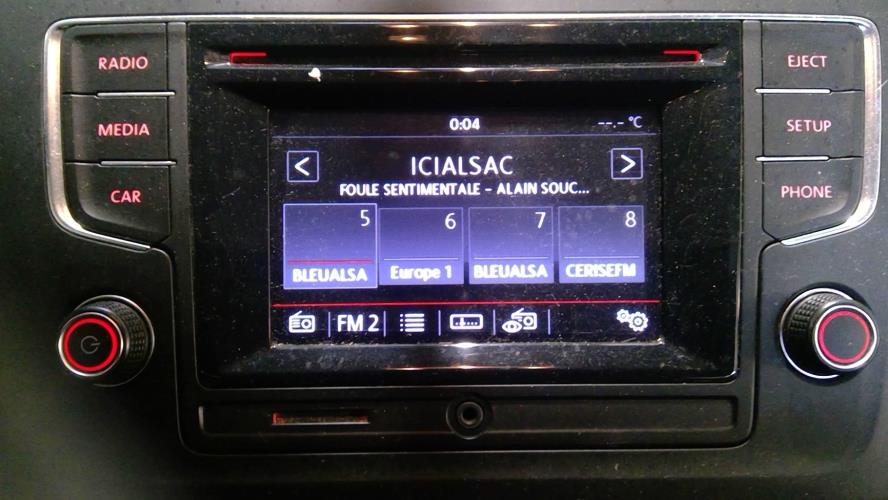 RADIO
MEDIA
CAR
0:04 --.- °C
< ICIALSAC >
FOULE SENTIMENTALE - ALAIN SOUC...
5 6 7 8
BLEUALSA Europe 1 BLEUALSA CERISEFM
FM 2
EJECT
SETUP
PHONE